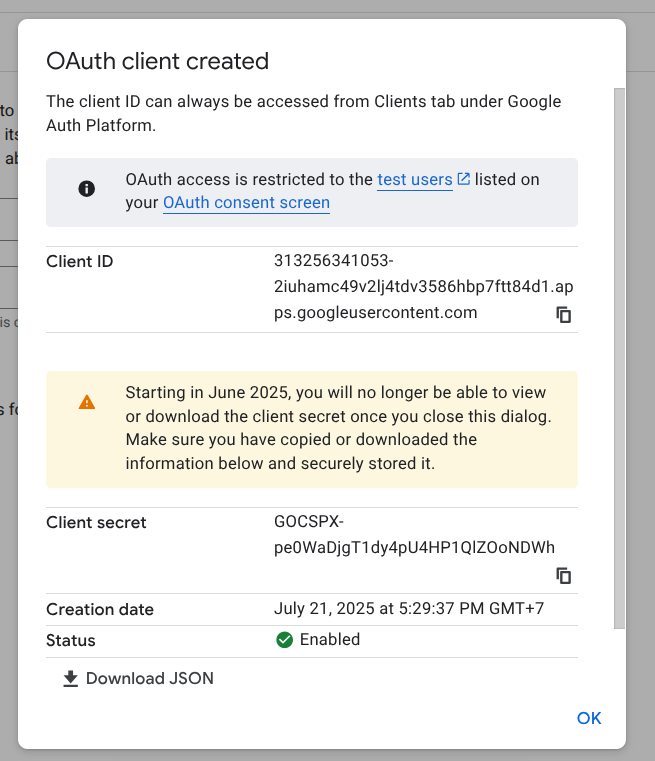 OAuth client created
The client ID can always be accessed from Clients tab under Google
Auth Platform.
OAuth access is restricted to the test users listed on
your OAuth consent screen
Client ID
313256341053-
2iuhamc49v2lj4tdv3586hbp7ftt84d1.ap
ps.googleusercontent.com
Starting in June 2025, you will no longer be able to view
or download the client secret once you close this dialog.
Make sure you have copied or downloaded the
information below and securely stored it.
Client secret
GOCSPX-
pe0WaDjgT1dy4pU4HP1QlZOoNDWh
Creation date
July 21, 2025 at 5:29:37 PM GMT+7
Status
Enabled
Download JSON
OK
to
its